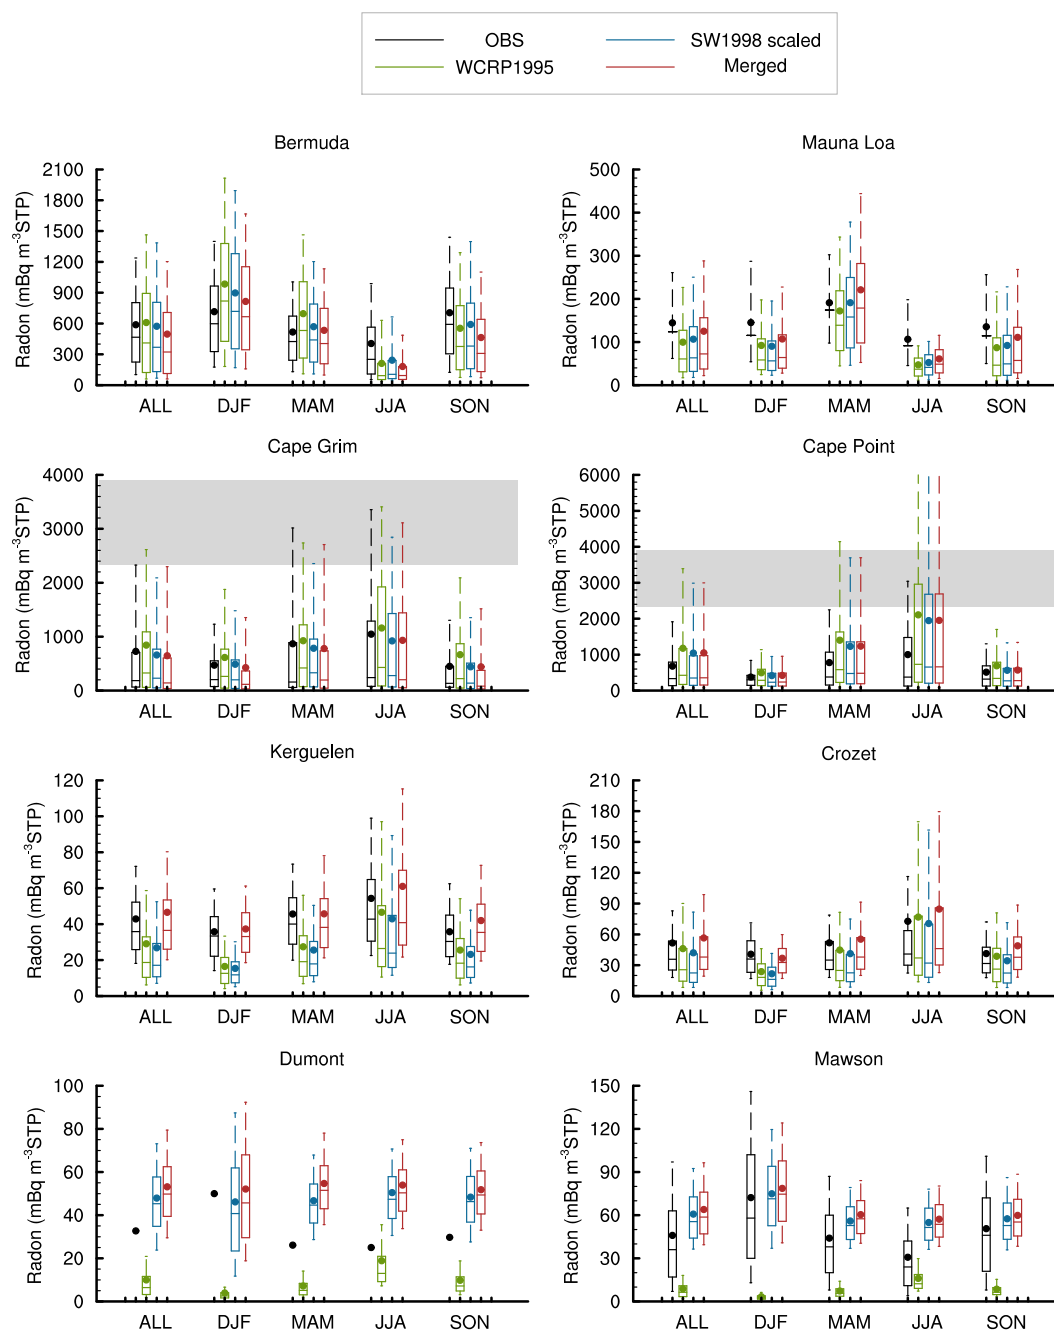 OBS SW1998 scaled
WCRP1995 Merged
Bermuda Mauna Loa
Radon (mBq m-3STP)
2100
1800
1500
1200
900
600
300
0
ALL DJF MAM JJA SON
Radon (mBq m-3STP)
500
400
300
200
100
0
ALL DJF MAM JJA SON
Cape Grim Cape Point
Radon (mBq m-3STP)
4000
3000
2000
1000
0
ALL DJF MAM JJA SON
Radon (mBq m-3STP)
6000
5000
4000
3000
2000
1000
0
ALL DJF MAM JJA SON
Kerguelen Crozet
Radon (mBq m-3STP)
120
100
80
60
40
20
0
ALL DJF MAM JJA SON
Radon (mBq m-3STP)
210
180
150
120
90
60
30
0
ALL DJF MAM JJA SON
Dumont Mawson
Radon (mBq m-3STP)
100
80
60
40
20
0
ALL DJF MAM JJA SON
Radon (mBq m-3STP)
150
120
90
60
30
0
ALL DJF MAM JJA SON